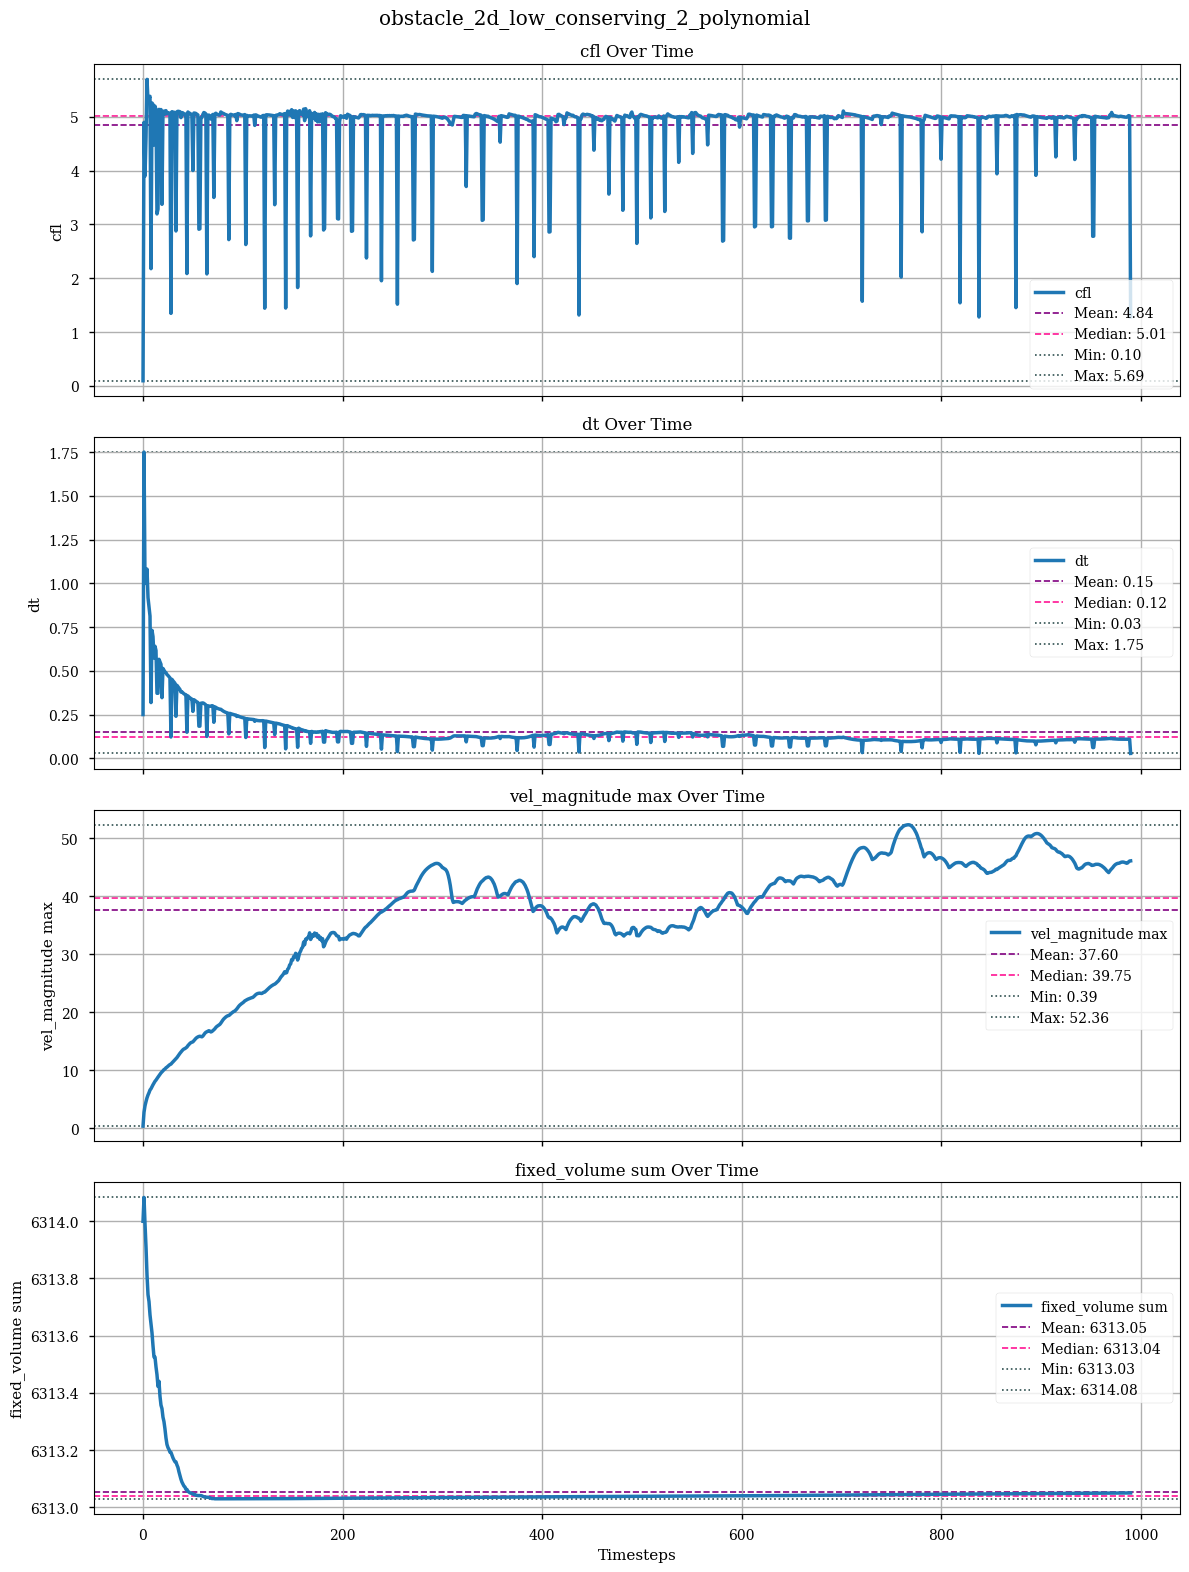 obstacle_2d_low_conserving_2_polynomial
cfl Over Time
cfl
5
4
3
2
1
0
cfl
Mean: 4.84
Median: 5.01
Min: 0.10
Max: 5.69
dt Over Time
dt
1.75
1.50
1.25
1.00
0.75
0.50
0.25
0.00
dt
Mean: 0.15
Median: 0.12
Min: 0.03
Max: 1.75
vel_magnitude max Over Time
vel_magnitude max
50
40
30
20
10
0
vel_magnitude max
Mean: 37.60
Median: 39.75
Min: 0.39
Max: 52.36
fixed_volume sum Over Time
fixed_volume sum
6314.0
6313.8
6313.6
6313.4
6313.2
6313.0
fixed_volume sum
Mean: 6313.05
Median: 6313.04
Min: 6313.03
Max: 6314.08
0 200 400 600 800 1000
Timesteps